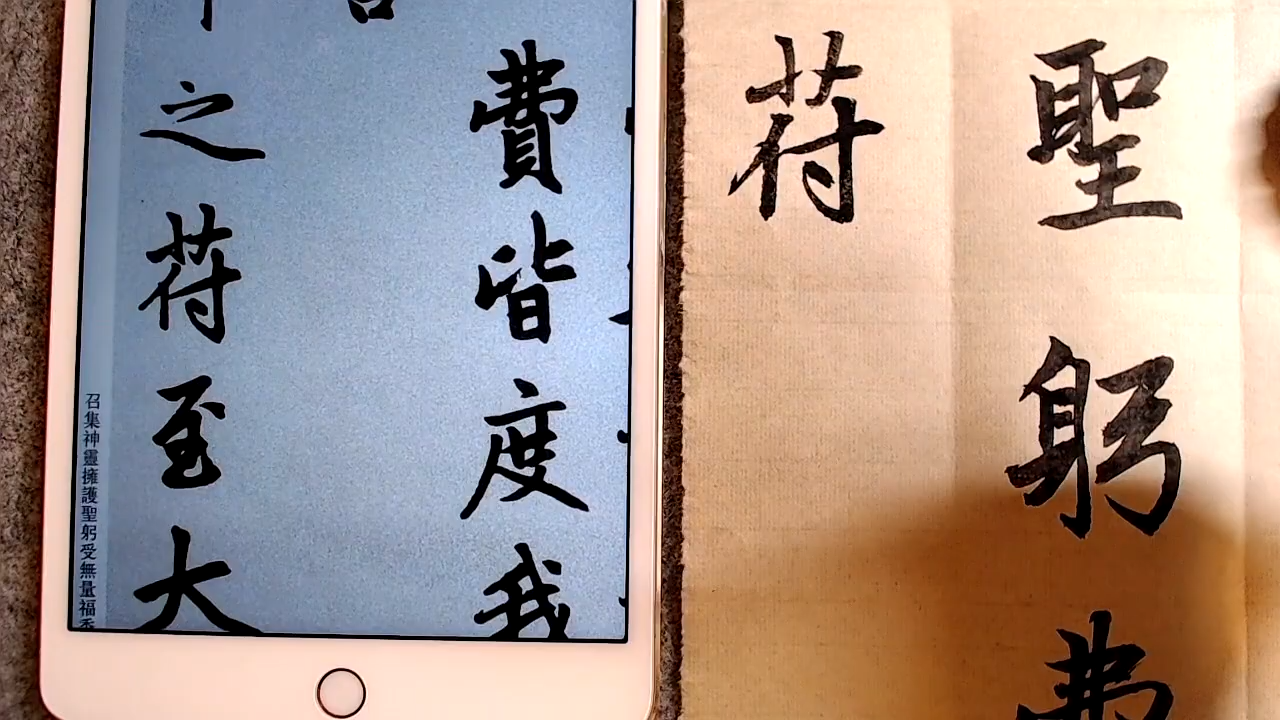 費皆度我
之苻至大
召集神靈擁護聖躬受無量福
聖躬
苻